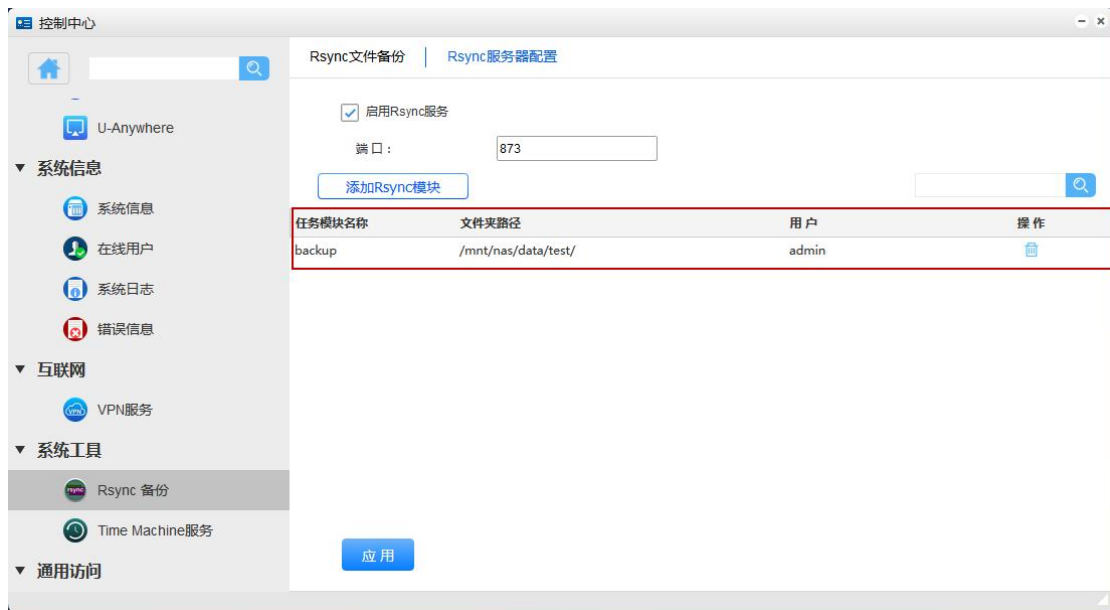 控制中心
U-Anywhere
系统信息
系统信息
在线用户
系统日志
错误信息
互联网
VPN服务
系统工具
Rsync 备份
Time Machine服务
通用访问
Rsync文件备份 Rsync服务器配置
启用Rsync服务
端口： 873
添加Rsync模块
任务模块名称 文件夹路径 用户 操作
backup /mnt/nas/data/test/ admin
应用